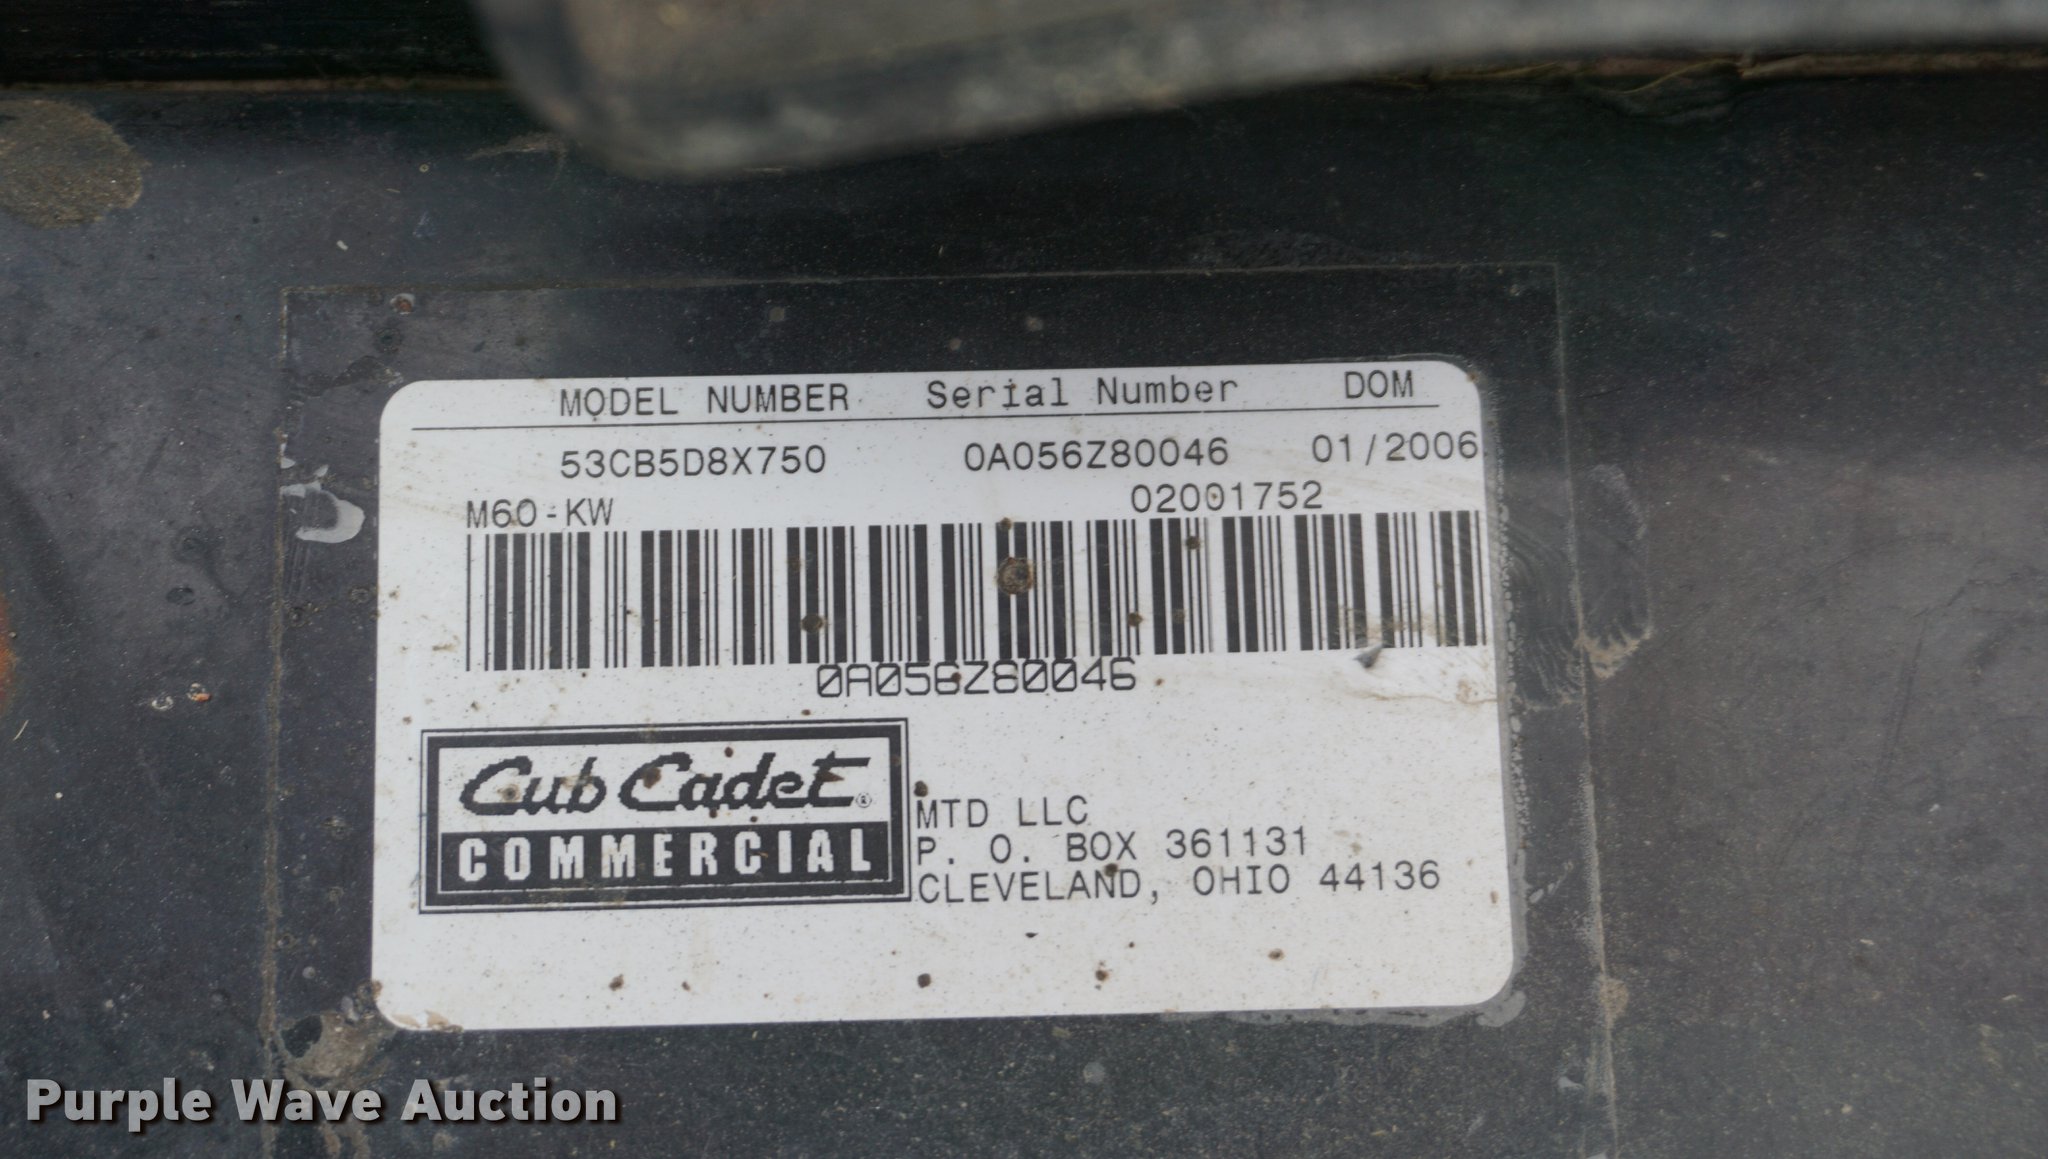 MODEL NUMBER Serial Number DOM
53CB5D8X750 0A056Z80046 01/2006
M60-KW 02001752
0A056Z80046
Cub Cadet®
COMMERCIAL
MTD LLC
P. O. BOX 361131
CLEVELAND, OHIO 44136
Purple Wave Auction